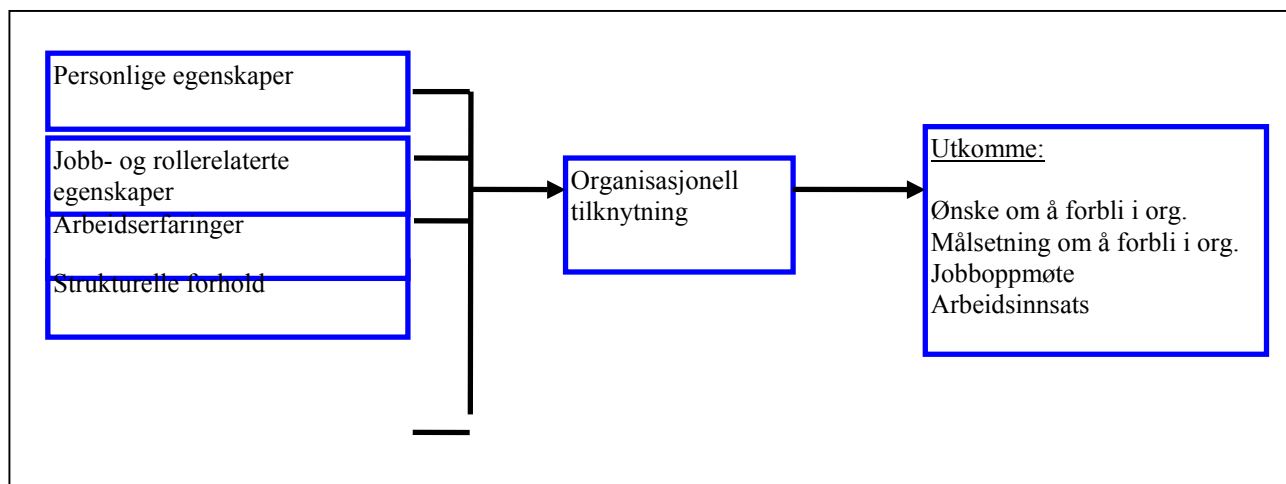 Personlige egenskaper
Jobb- og rollerelaterte
egenskaper
Arbeidserfaringer
Strukturelle forhold
Organisasjonell
tilknytning
Utkomme:
Ønske om å forbli i org.
Målsetning om å forbli i org.
Jobboppmøte
Arbeidsinnsats